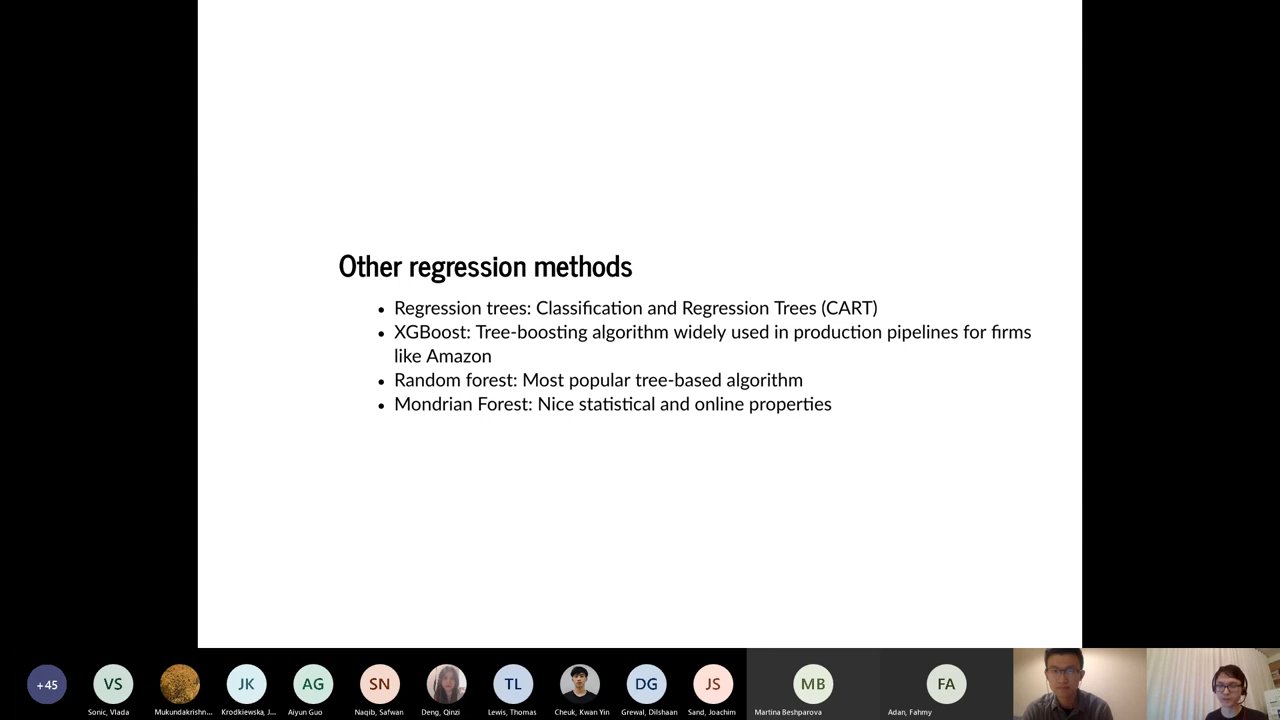 Other regression methods
• Regression trees: Classification and Regression Trees (CART)
• XGBoost: Tree-boosting algorithm widely used in production pipelines for firms
like Amazon
• Random forest: Most popular tree-based algorithm
• Mondrian Forest: Nice statistical and online properties
+45 VS JK AG SN TL DG JS MB FA
Sonic, Vlada Mukundakrishn... Krodkiewska, J... Aiyun Guo Naqib, Safwan Deng, Qinzi Lewis, Thomas Cheuk, Kwan Yin Grewal, Dilshaan Sand, Joachim Martina Beshparova Adan, Fahmy